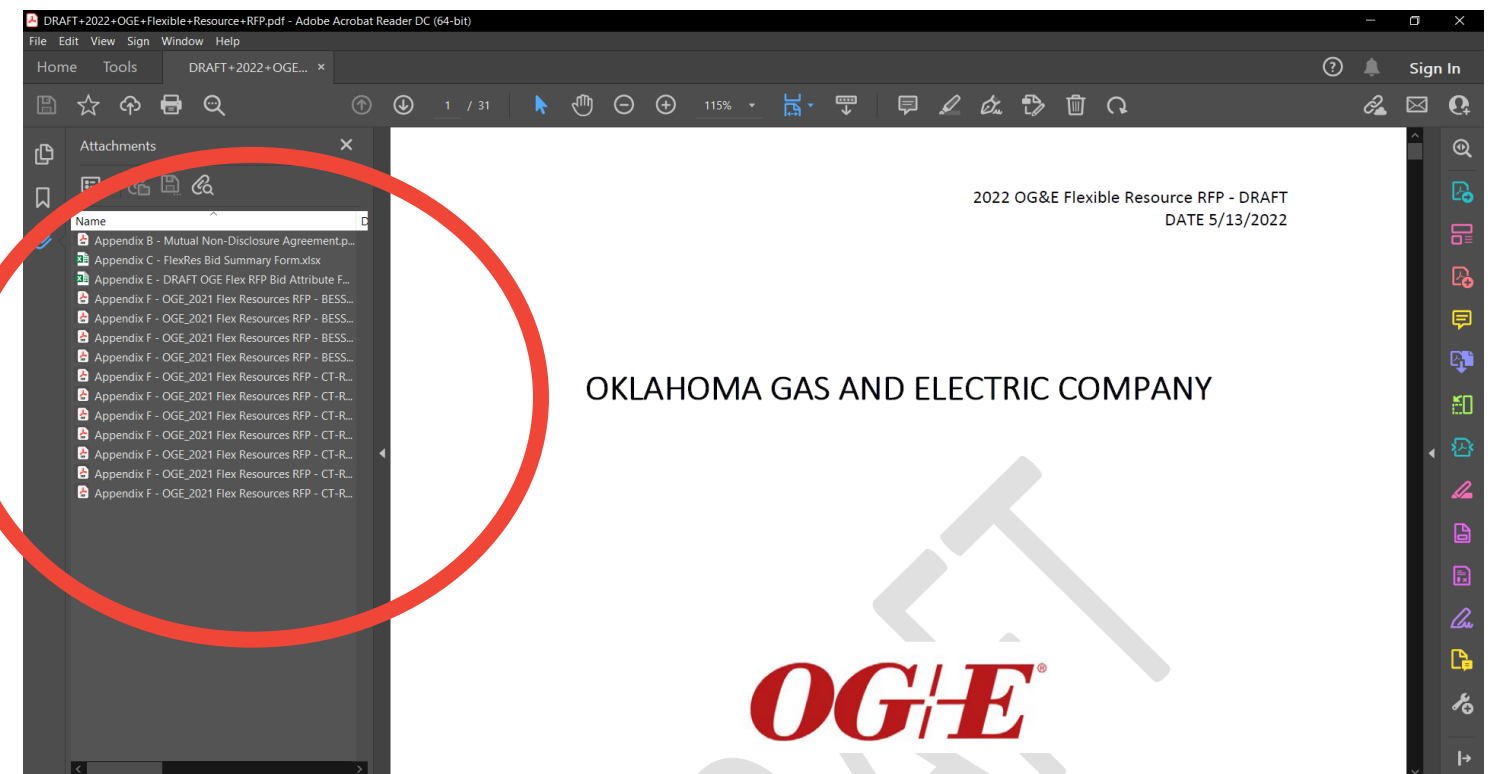 DRAFT+2022+OGE+Flexible+Resource+RFP.pdf - Adobe Acrobat Reader DC (64-bit)
File Edit View Sign Window Help
Home Tools DRAFT+2022+OGE... × Sign In
1 / 31 115%
Attachments
Name D
Appendix B - Mutual Non-Disclosure Agreement.p...
Appendix C - FlexRes Bid Summary Form.xlsx
Appendix E - DRAFT OGE Flex RFP Bid Attribute F...
Appendix F - OGE_2021 Flex Resources RFP - BESS...
Appendix F - OGE_2021 Flex Resources RFP - BESS...
Appendix F - OGE_2021 Flex Resources RFP - BESS...
Appendix F - OGE_2021 Flex Resources RFP - BESS...
Appendix F - OGE_2021 Flex Resources RFP - CT-R...
Appendix F - OGE_2021 Flex Resources RFP - CT-R...
Appendix F - OGE_2021 Flex Resources RFP - CT-R...
Appendix F - OGE_2021 Flex Resources RFP - CT-R...
Appendix F - OGE_2021 Flex Resources RFP - CT-R...
Appendix F - OGE_2021 Flex Resources RFP - CT-R...
Appendix F - OGE_2021 Flex Resources RFP - CT-R...
2022 OG&E Flexible Resource RFP - DRAFT
DATE 5/13/2022
OKLAHOMA GAS AND ELECTRIC COMPANY
OG+E®